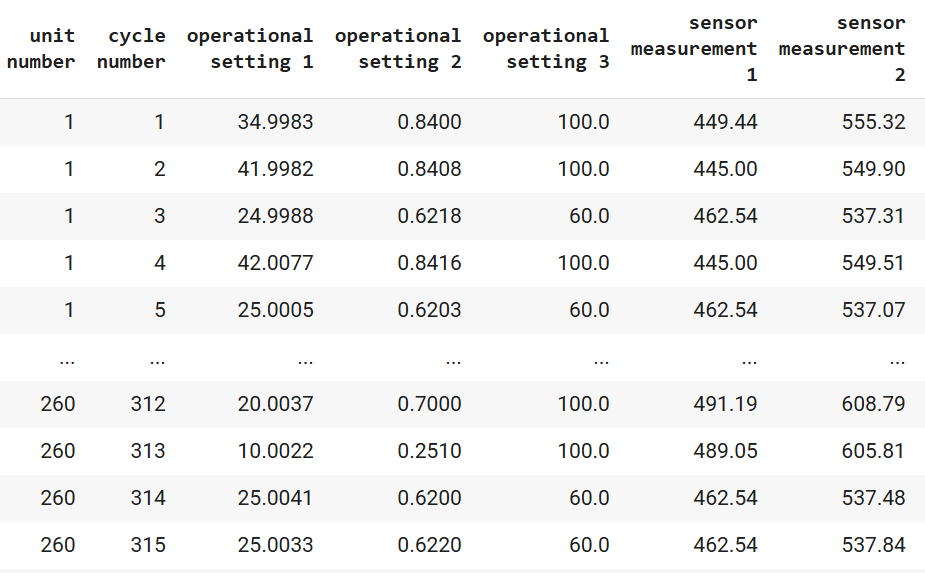 unit number cycle number operational setting 1 operational setting 2 operational setting 3 sensor measurement 1 sensor measurement 2
1 1 34.9983 0.8400 100.0 449.44 555.32
1 2 41.9982 0.8408 100.0 445.00 549.90
1 3 24.9988 0.6218 60.0 462.54 537.31
1 4 42.0077 0.8416 100.0 445.00 549.51
1 5 25.0005 0.6203 60.0 462.54 537.07
... ... ... ... ... ... ...
260 312 20.0037 0.7000 100.0 491.19 608.79
260 313 10.0022 0.2510 100.0 489.05 605.81
260 314 25.0041 0.6200 60.0 462.54 537.48
260 315 25.0033 0.6220 60.0 462.54 537.84